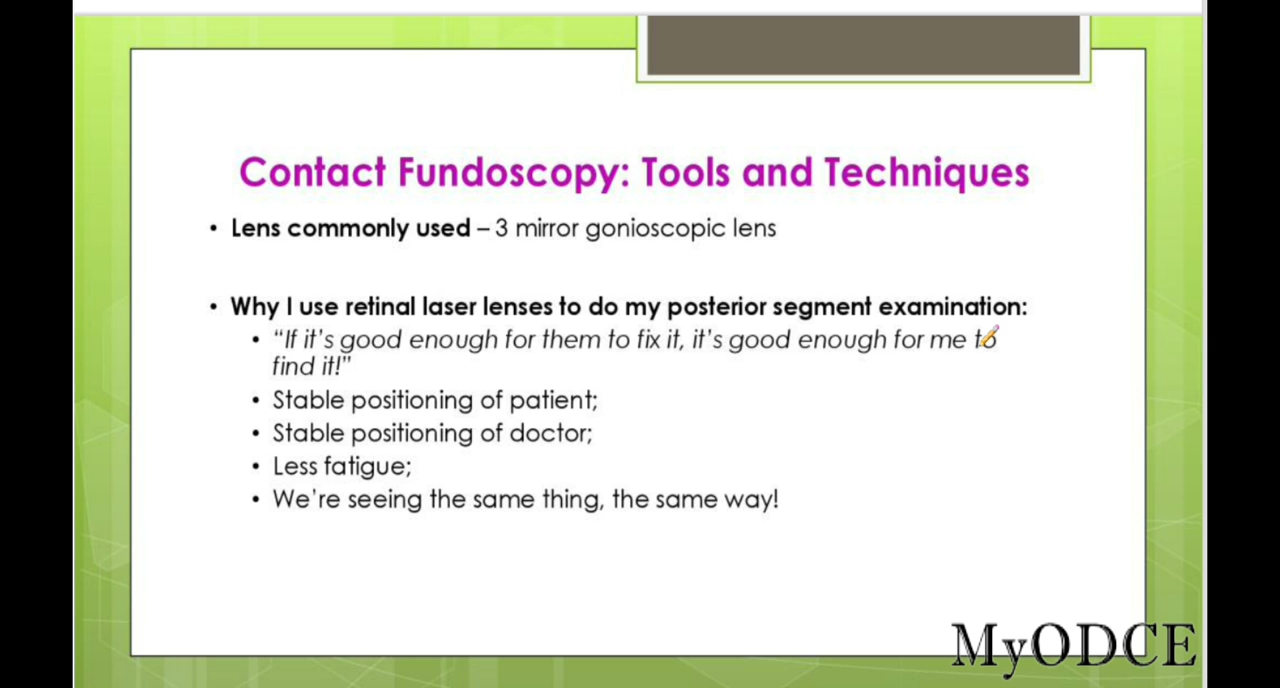 Contact Fundoscopy: Tools and Techniques
• Lens commonly used – 3 mirror gonioscopic lens
• Why I use retinal laser lenses to do my posterior segment examination:
• “If it’s good enough for them to fix it, it’s good enough for me to
find it!”
• Stable positioning of patient;
• Stable positioning of doctor;
• Less fatigue;
• We’re seeing the same thing, the same way!
MyODCE